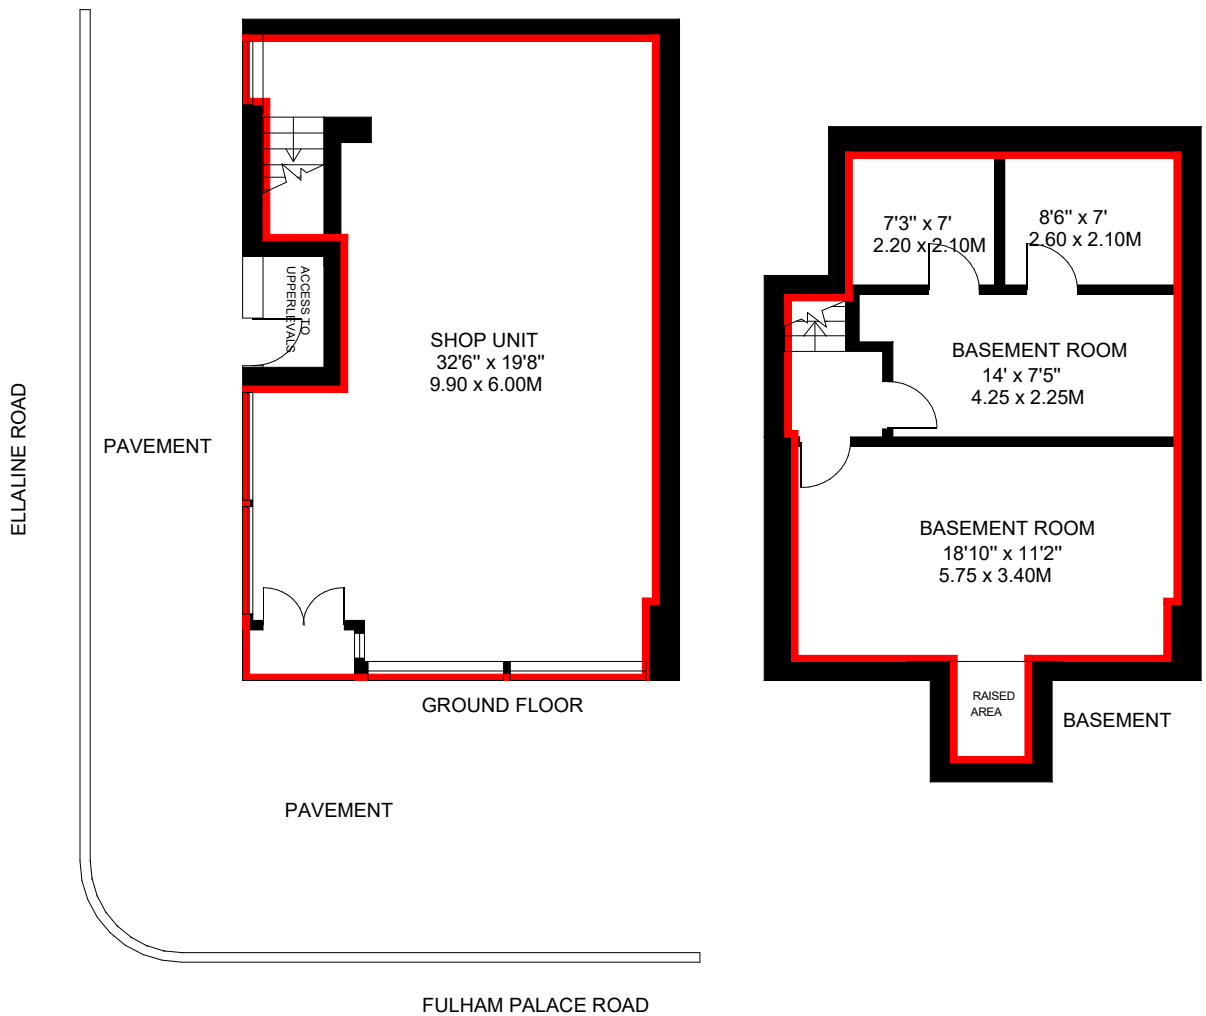 ELLALINE ROAD
PAVEMENT
ACCESS TO
UPPERLEVALS
SHOP UNIT
32'6" x 19'8"
9.90 x 6.00M
GROUND FLOOR
PAVEMENT
FULHAM PALACE ROAD
7'3" x 7'
2.20 x 2.10M
8'6" x 7'
2.60 x 2.10M
BASEMENT ROOM
14' x 7'5"
4.25 x 2.25M
BASEMENT ROOM
18'10" x 11'2"
5.75 x 3.40M
RAISED
AREA
BASEMENT